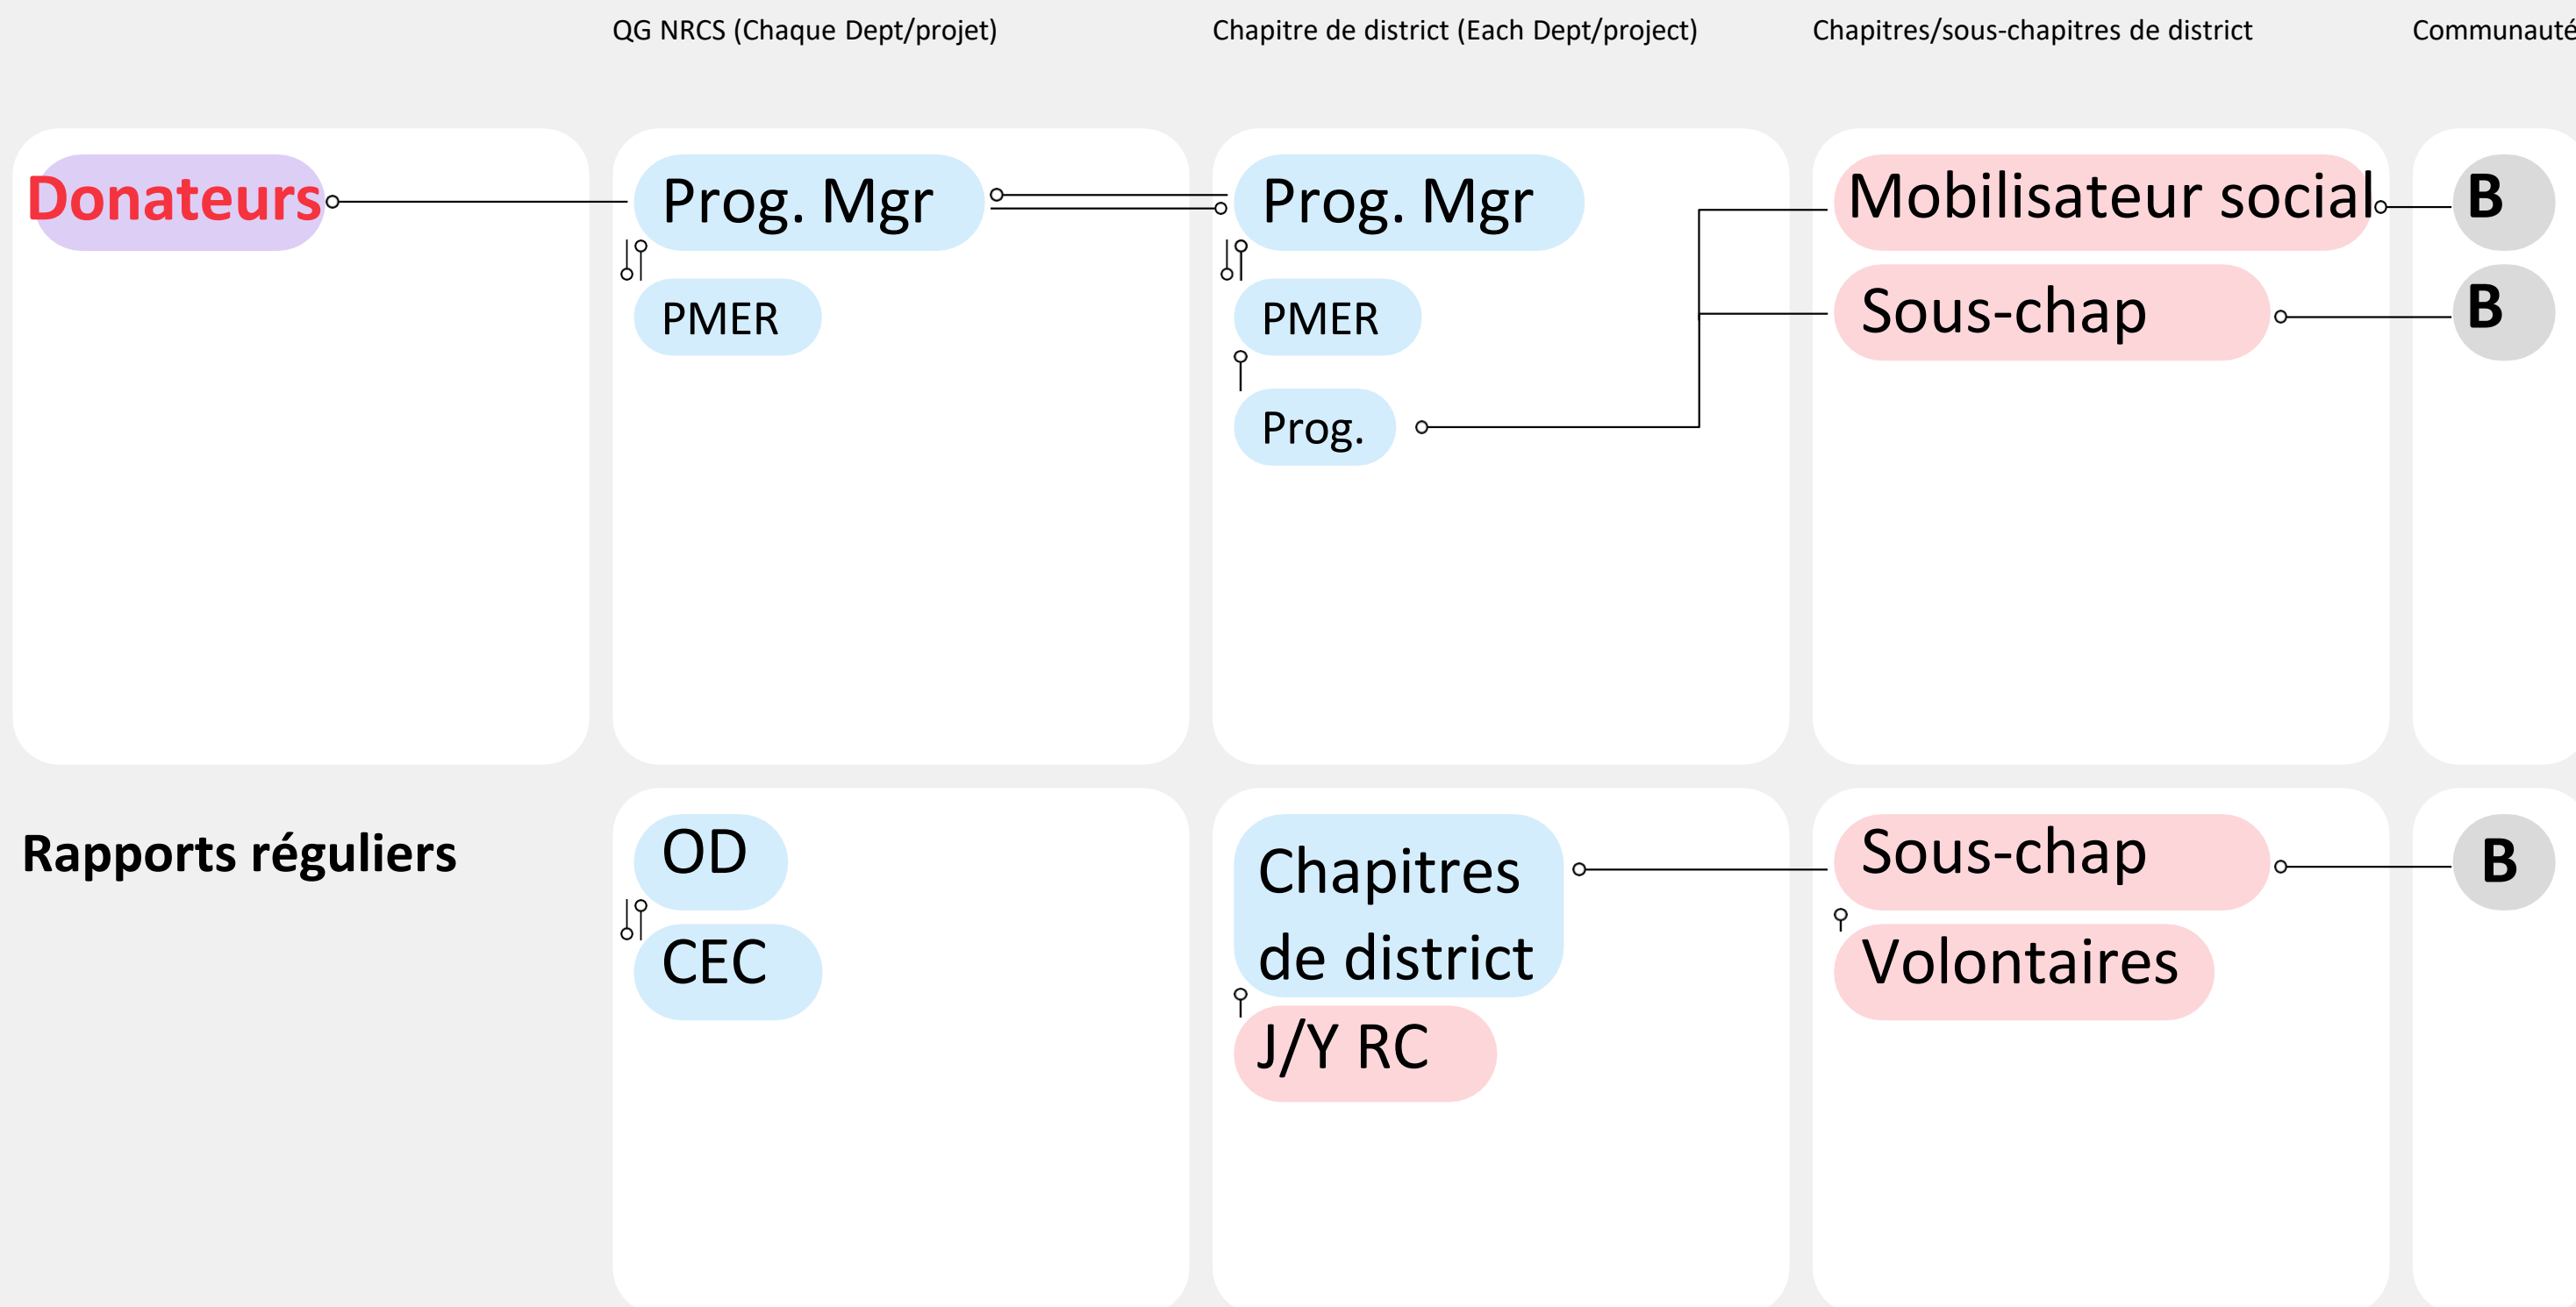 QG NRCS (Chaque Dept/projet)
Chapitre de district (Each Dept/project)
Chapitres/sous-chapitres de district
Communauté
Donateurs
Prog. Mgr
PMER
Prog. Mgr
PMER
Prog.
Mobilisateur social
Sous-chap
B
B
Rapports réguliers
OD
CEC
Chapitres
de district
J/Y RC
Sous-chap
Volontaires
B